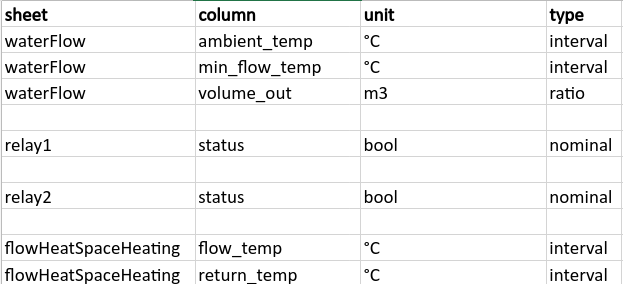 sheet column unit type
waterFlow ambient_temp °C interval
waterFlow min_flow_temp °C interval
waterFlow volume_out m3 ratio
relay1 status bool nominal
relay2 status bool nominal
flowHeatSpaceHeating flow_temp °C interval
flowHeatSpaceHeating return_temp °C interval